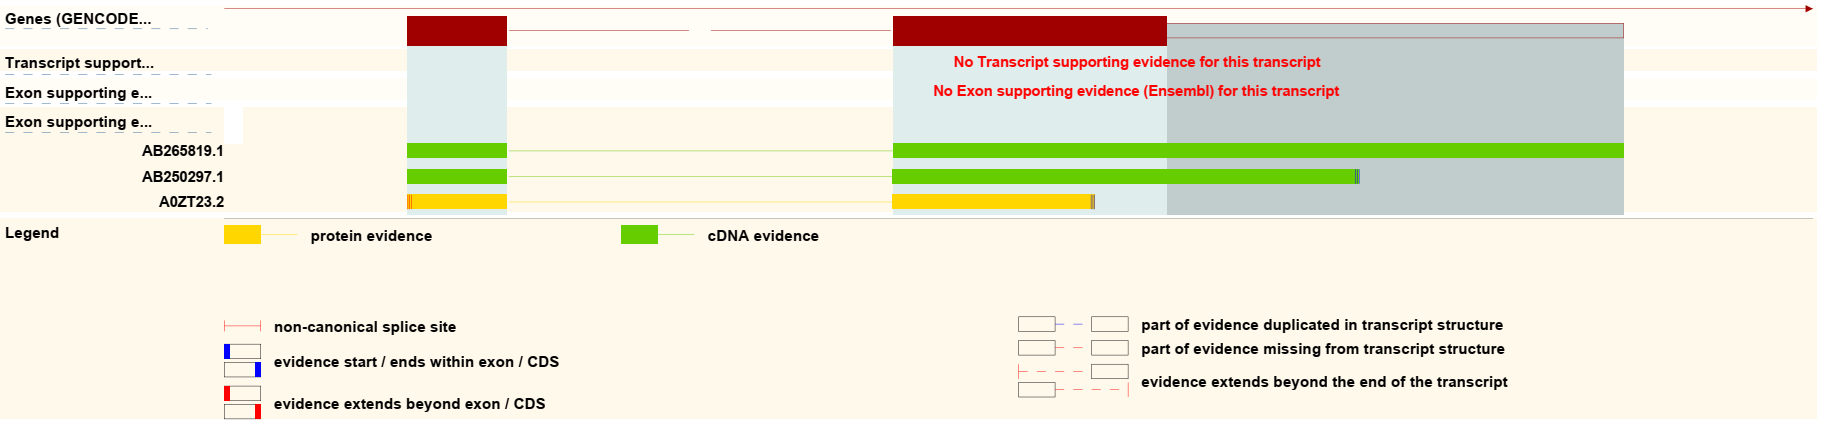 Genes (GENCODE...
Transcript support...
No Transcript supporting evidence for this transcript
Exon supporting e...
No Exon supporting evidence (Ensembl) for this transcript
Exon supporting e...
AB265819.1
AB250297.1
A0ZT23.2
Legend
protein evidence
cDNA evidence
non-canonical splice site
part of evidence duplicated in transcript structure
part of evidence missing from transcript structure
evidence start / ends within exon / CDS
evidence extends beyond the end of the transcript
evidence extends beyond exon / CDS